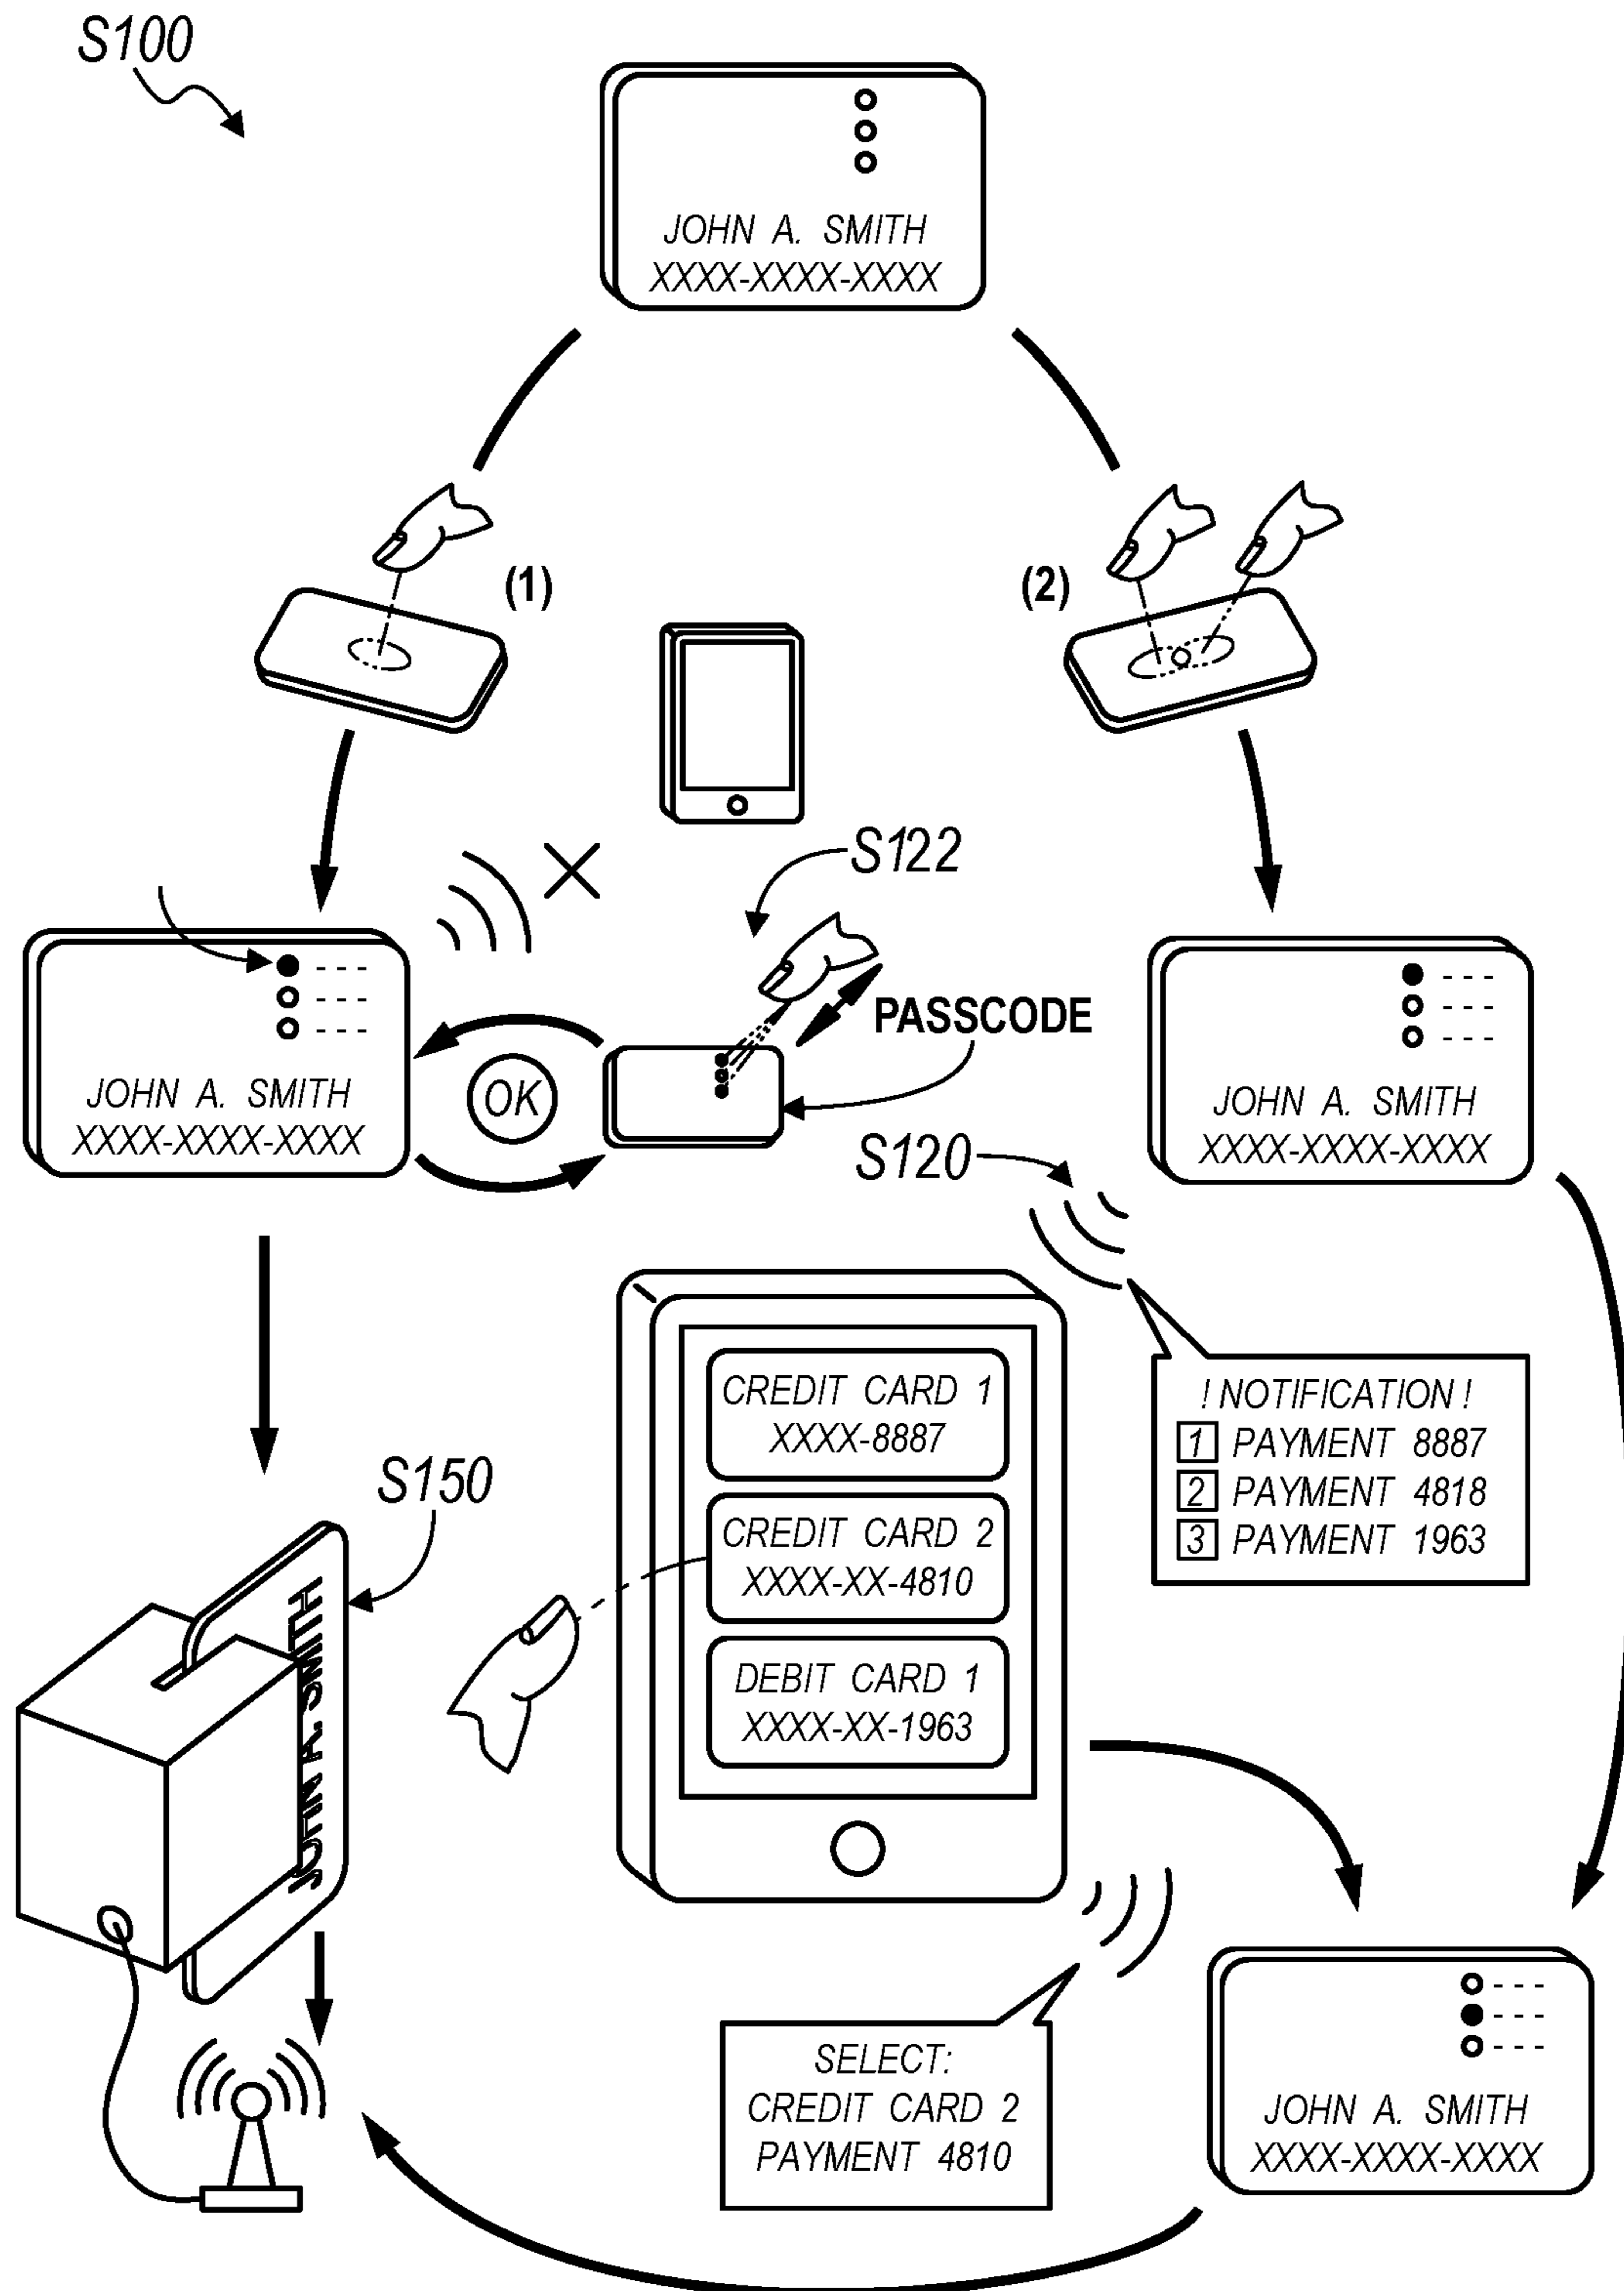 S100
JOHN A. SMITH
XXXX-XXXX-XXXX
(1)
(2)
S122
PASSCODE
OK
JOHN A. SMITH
XXXX-XXXX-XXXX
JOHN A. SMITH
XXXX-XXXX-XXXX
S120
CREDIT CARD 1
XXXX-8887
CREDIT CARD 2
XXXX-XX-4810
DEBIT CARD 1
XXXX-XX-1963
! NOTIFICATION !
1 PAYMENT 8887
2 PAYMENT 4818
3 PAYMENT 1963
S150
JOHN A. SMITH
SELECT:
CREDIT CARD 2
PAYMENT 4810
JOHN A. SMITH
XXXX-XXXX-XXXX